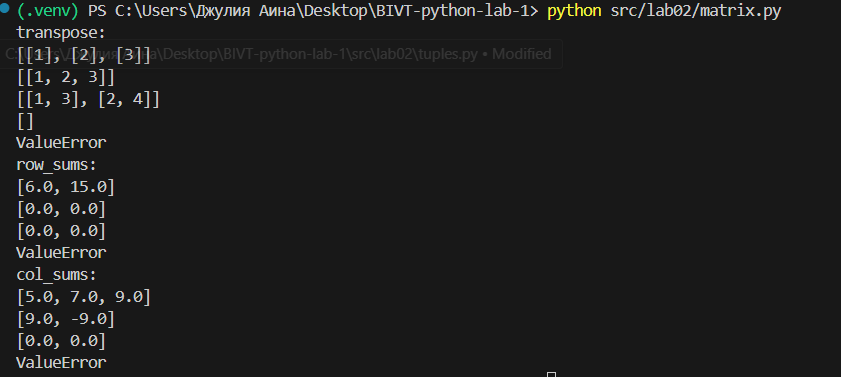 (.venv) PS C:\Users\Джулия Аина\Desktop\BIVT-python-lab-1> python src/lab02/matrix.py
transpose:
C:\Users\Джулия Аина\Desktop\BIVT-python-lab-1\src\lab02\tuples.py • Modified
[[1], [2], [3]]
[[1, 2, 3]]
[[1, 3], [2, 4]]
[]
ValueError
row_sums:
[6.0, 15.0]
[0.0, 0.0]
[0.0, 0.0]
ValueError
col_sums:
[5.0, 7.0, 9.0]
[9.0, -9.0]
[0.0, 0.0]
ValueError